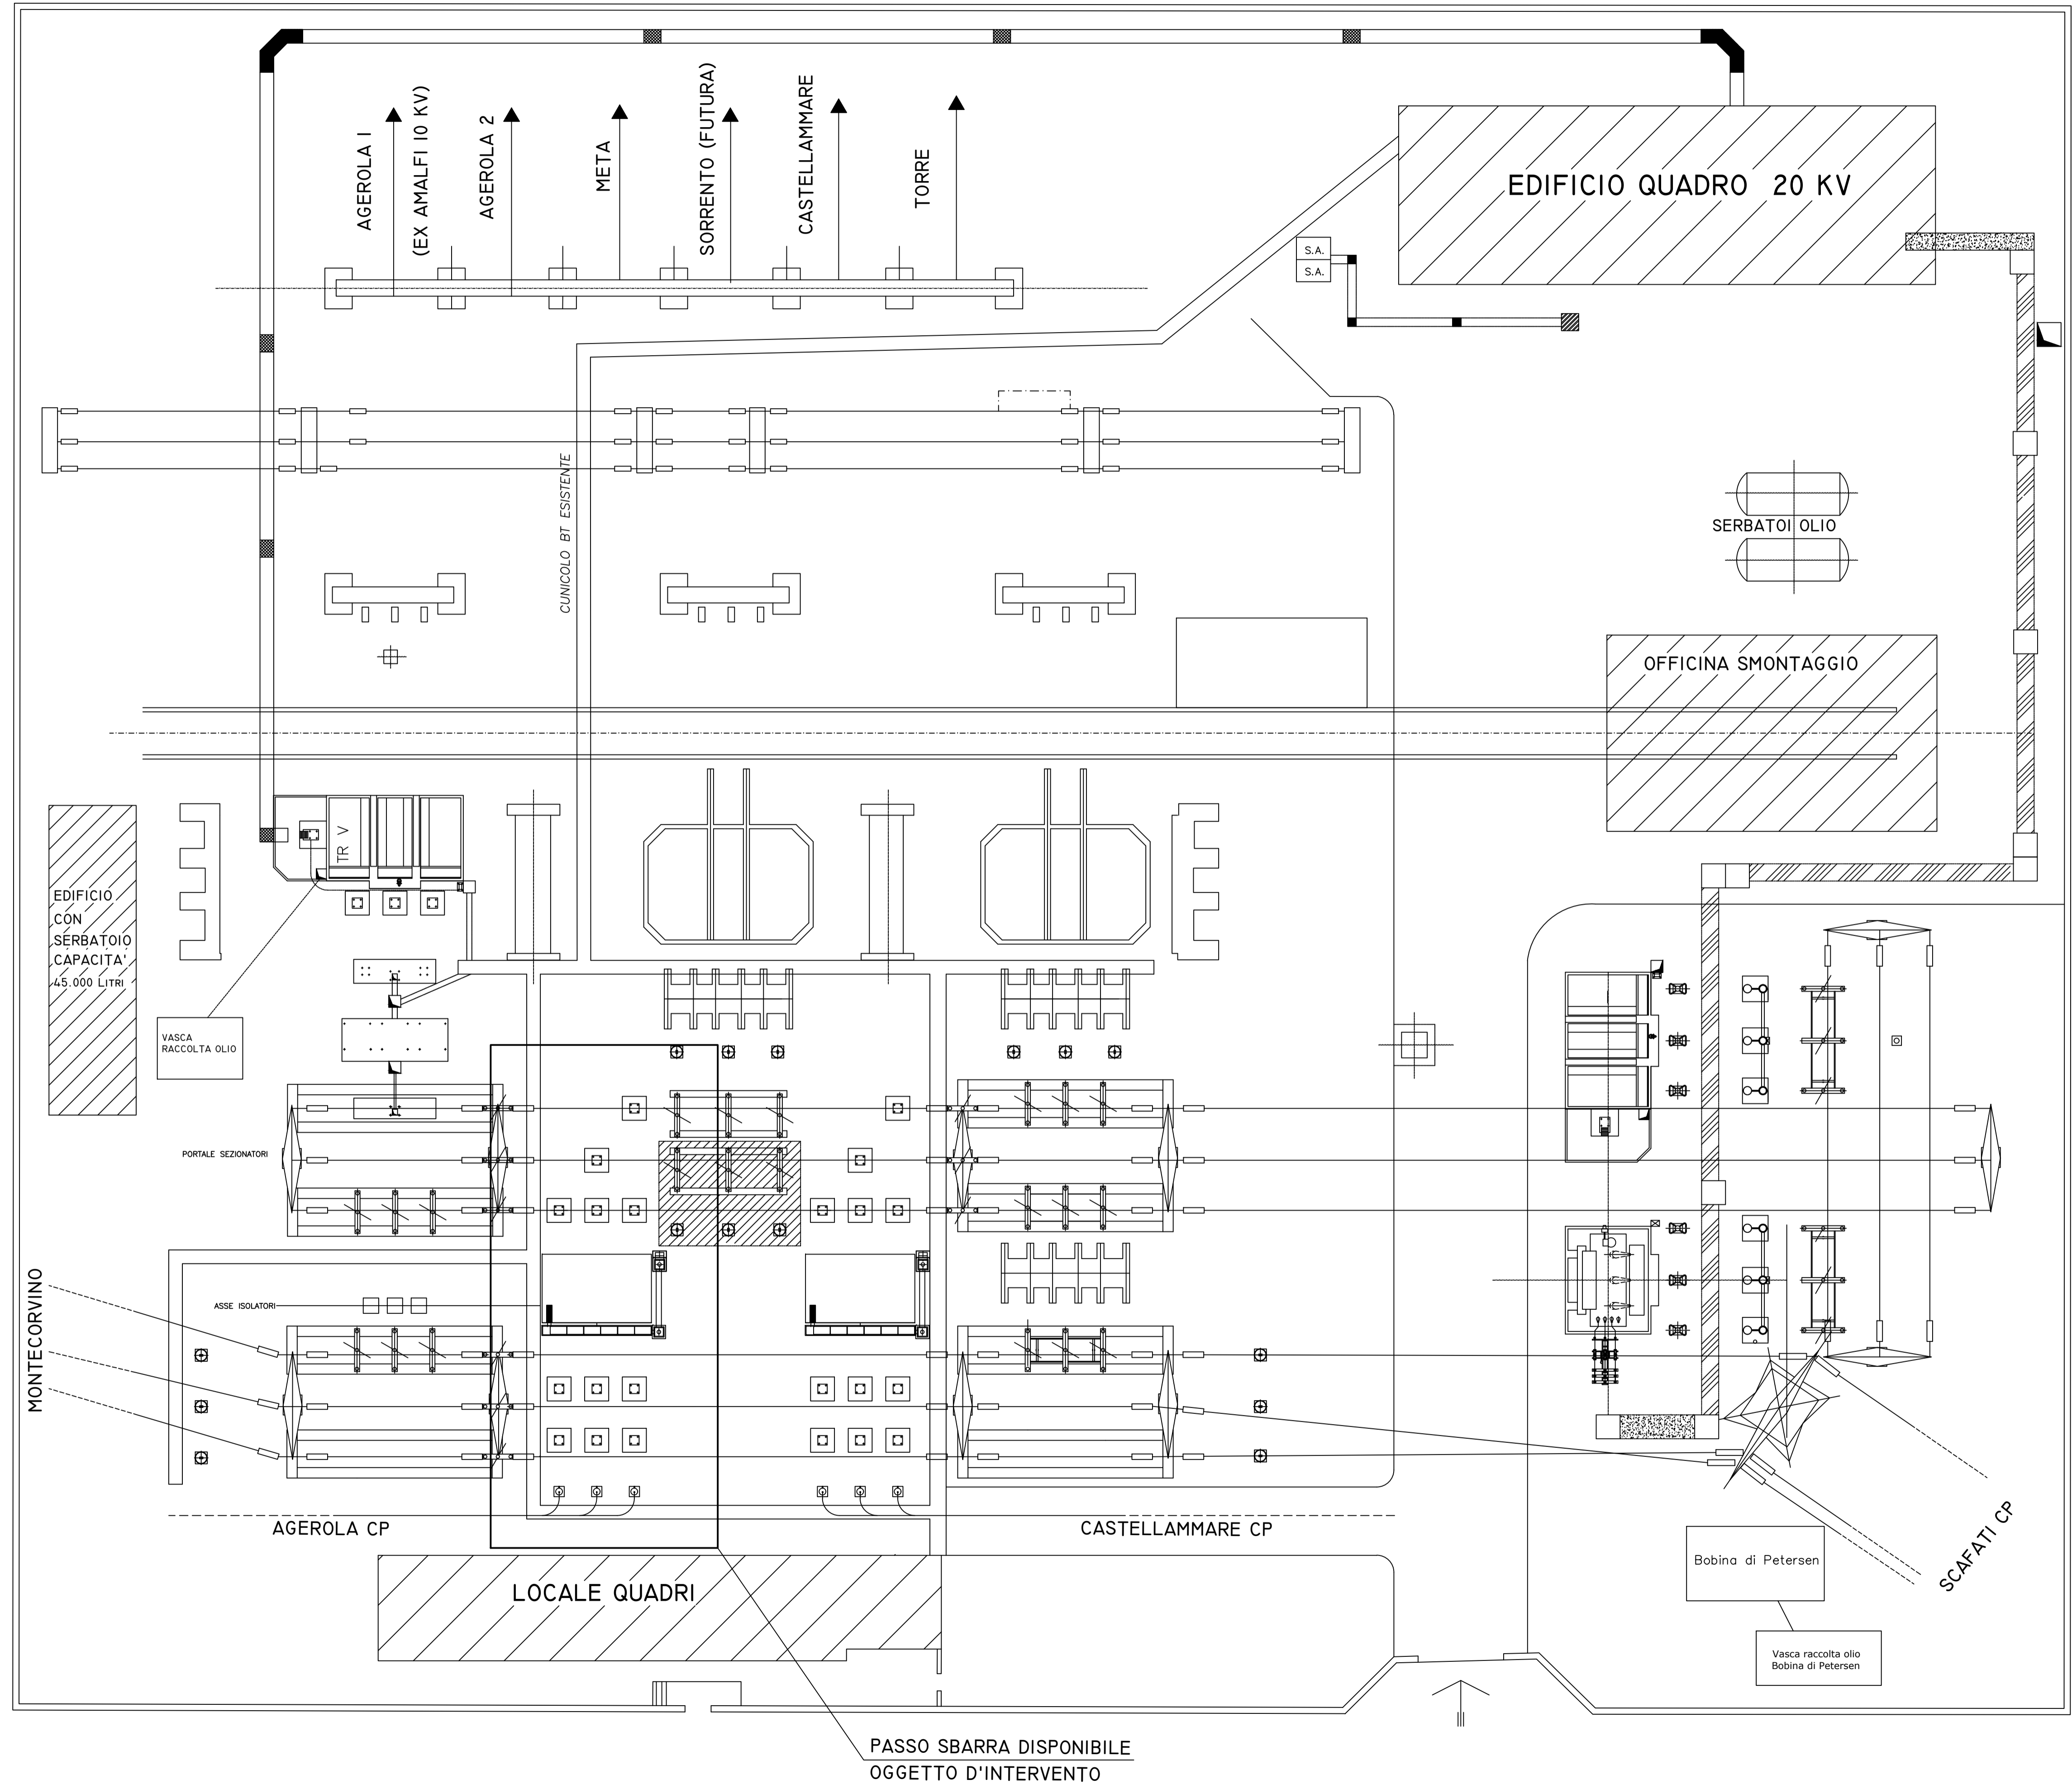 AGEROLA 1
(EX AMALFI 10 KV)
AGEROLA 2
META
SORRENTO (FUTURA)
CASTELLAMMARE
TORRE
EDIFICIO QUADRO 20 KV
S.A.
S.A.
CUNICOLO BT ESISTENTE
SERBATOI OLIO
OFFICINA SMONTAGGIO
TR V
EDIFICIO
CON
SERBATOIO
CAPACITA'
45.000 LITRI
VASCA
RACCOLTA OLIO
PORTALE SEZIONATORI
ASSE ISOLATORI
MONTECORVINO
AGEROLA CP
CASTELLAMMARE CP
SCAFATI CP
LOCALE QUADRI
Bobina di Petersen
Vasca raccolta olio
Bobina di Petersen
PASSO SBARRA DISPONIBILE
OGGETTO D'INTERVENTO